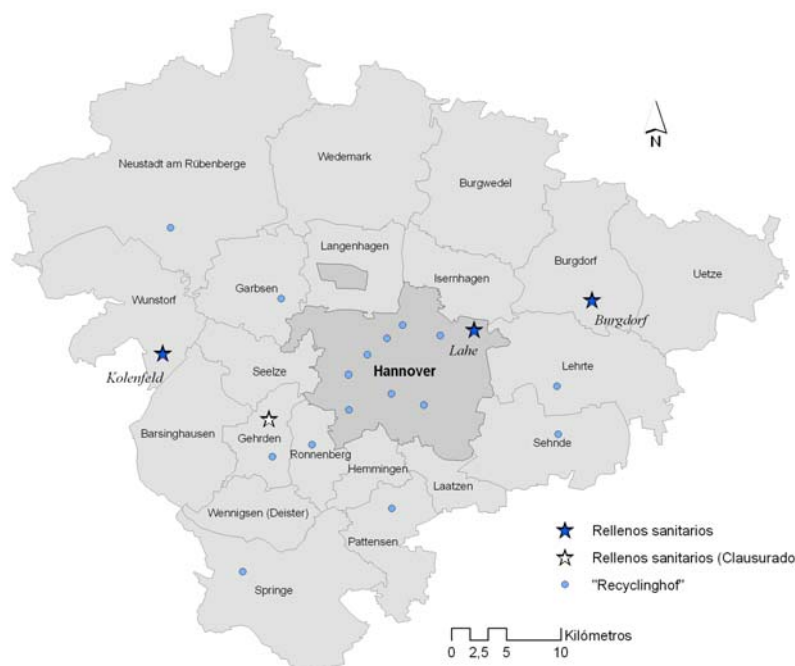 Wedemark
Neustadt am Rübenberge
Burgwedel
N
Langenhagen
Burgdorf
Uetze
Isernhagen
Garbsen
Wunstorf
Burgdorf
Lahe
Lehrte
Hannover
Seelze
Kolenfeld
Barsinghausen
Gehrden
Ronnenberg
Sehnde
Hemmingen
Laatzen
Wennigsen (Deister)
Pattensen
Springe
Rellenos sanitarios
Rellenos sanitarios (Clausurado
"Recyclinghof"
Kilómetros
0 2,5 5 10